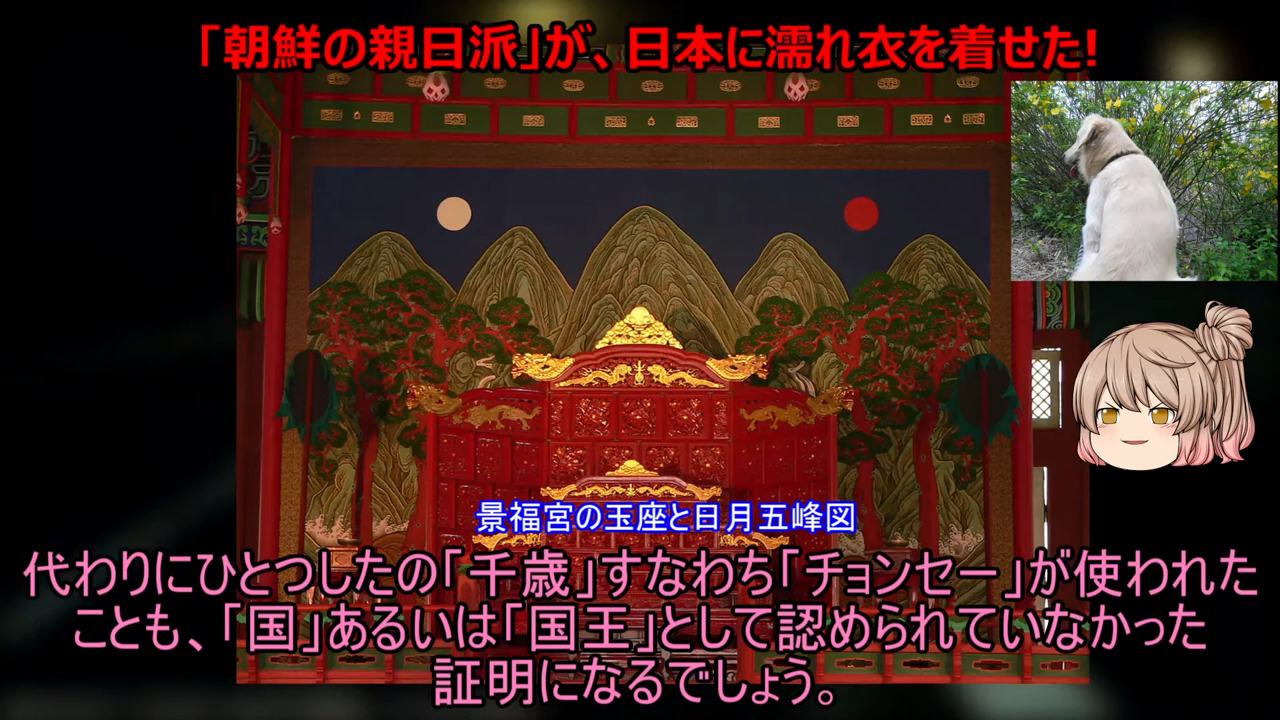 「朝鮮の親日派」が、日本に濡れ衣を着せた!
景福宮の玉座と日月五峰図
代わりにひとつしたの「千歳」すなわち「チョンセー」が使われた
ことも、「国」あるいは「国王」として認められていなかった
証明になるでしょう。